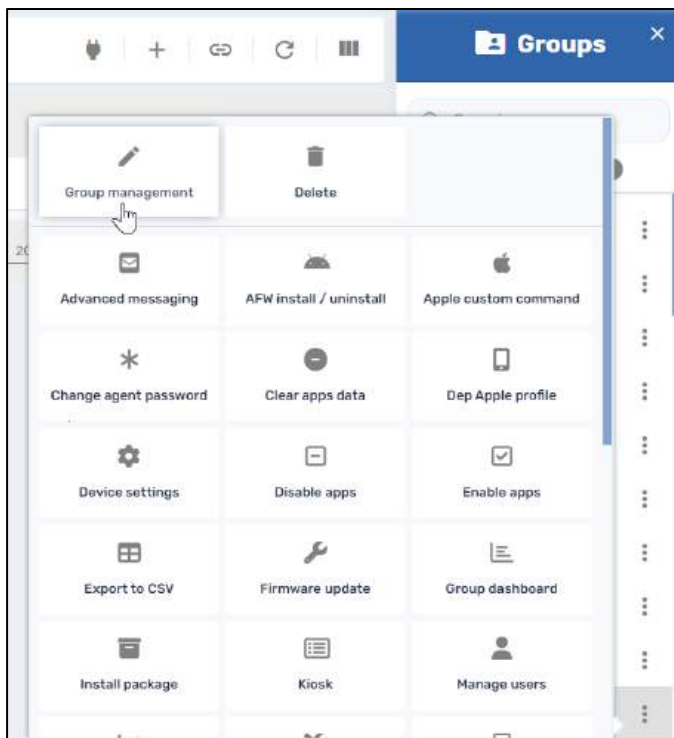 Groups
Group management
Delete
20
Advanced messaging
AFW install / uninstall
Apple custom command
Change agent password
Clear apps data
Dep Apple profile
Device settings
Disable apps
Enable apps
Export to CSV
Firmware update
Group dashboard
Install package
Kiosk
Manage users